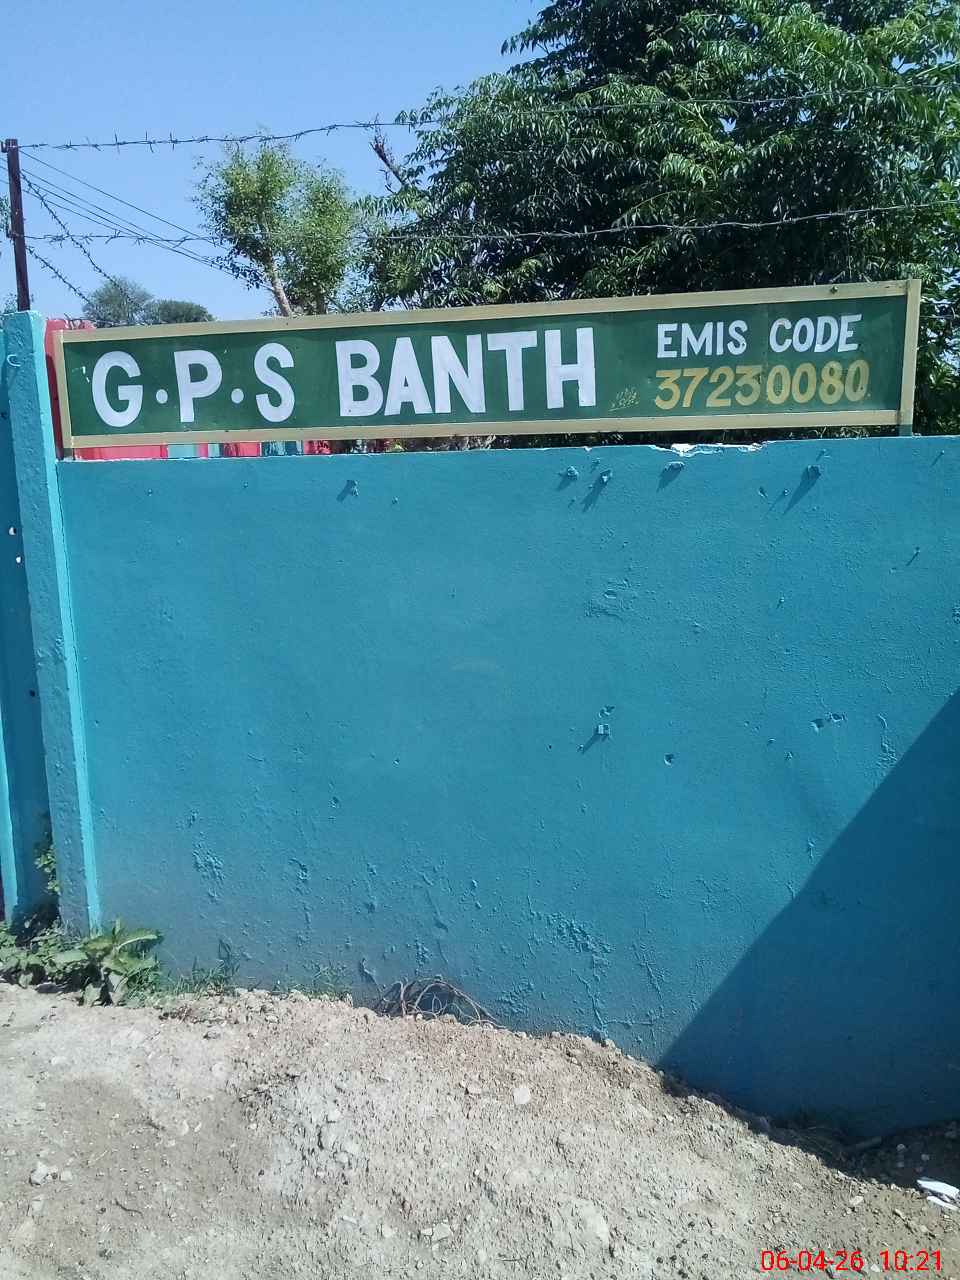 G.P.S BANTH
EMIS CODE
37230080
06-04-26 10:21